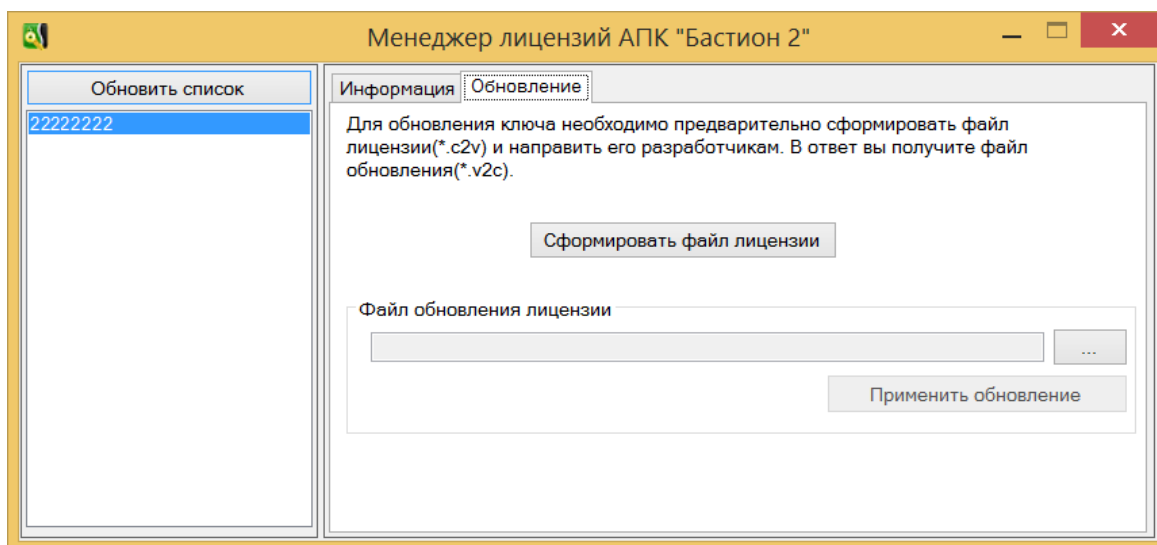 Менеджер лицензий АПК "Бастион 2"
Обновить список
22222222
Информация
Обновление
Для обновления ключа необходимо предварительно сформировать файл
лицензии(*.c2v) и направить его разработчикам. В ответ вы получите файл
обновления(*.v2c).
Сформировать файл лицензии
Файл обновления лицензии
...
Применить обновление